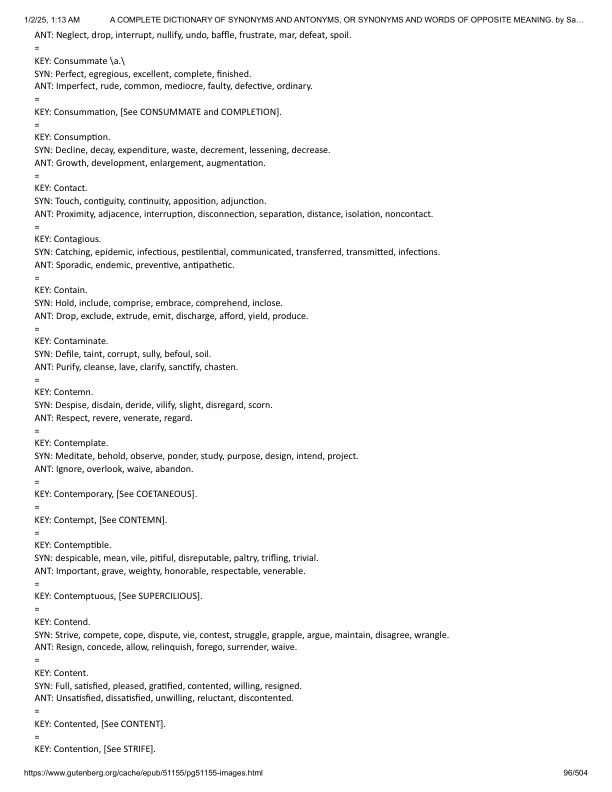 1/2/25, 1:13 AM A COMPLETE DICTIONARY OF SYNONYMS AND ANTONYMS, OR SYNONYMS AND WORDS OF OPPOSITE MEANING. by Sa…
ANT: Neglect, drop, interrupt, nullify, undo, baffle, frustrate, mar, defeat, spoil.
=
KEY: Consummate \a.\
SYN: Perfect, egregious, excellent, complete, finished.
ANT: Imperfect, rude, common, mediocre, faulty, defective, ordinary.
=
KEY: Consummation, [See CONSUMMATE and COMPLETION].
=
KEY: Consumption.
SYN: Decline, decay, expenditure, waste, decrement, lessening, decrease.
ANT: Growth, development, enlargement, augmentation.
=
KEY: Contact.
SYN: Touch, contiguity, continuity, apposition, adjunction.
ANT: Proximity, adjacence, interruption, disconnection, separation, distance, isolation, noncontact.
=
KEY: Contagious.
SYN: Catching, epidemic, infectious, pestilential, communicated, transferred, transmitted, infections.
ANT: Sporadic, endemic, preventive, antipathetic.
=
KEY: Contain.
SYN: Hold, include, comprise, embrace, comprehend, inclose.
ANT: Drop, exclude, extrude, emit, discharge, afford, yield, produce.
=
KEY: Contaminate.
SYN: Defile, taint, corrupt, sully, befoul, soil.
ANT: Purify, cleanse, lave, clarify, sanctify, chasten.
=
KEY: Contemn.
SYN: Despise, disdain, deride, vilify, slight, disregard, scorn.
ANT: Respect, revere, venerate, regard.
=
KEY: Contemplate.
SYN: Meditate, behold, observe, ponder, study, purpose, design, intend, project.
ANT: Ignore, overlook, waive, abandon.
=
KEY: Contemporary, [See COETANEOUS].
=
KEY: Contempt, [See CONTEMN].
=
KEY: Contemptible.
SYN: despicable, mean, vile, pitiful, disreputable, paltry, trifling, trivial.
ANT: Important, grave, weighty, honorable, respectable, venerable.
=
KEY: Contemptuous, [See SUPERCILIOUS].
=
KEY: Contend.
SYN: Strive, compete, cope, dispute, vie, contest, struggle, grapple, argue, maintain, disagree, wrangle.
ANT: Resign, concede, allow, relinquish, forego, surrender, waive.
=
KEY: Content.
SYN: Full, satisfied, pleased, gratified, contented, willing, resigned.
ANT: Unsatisfied, dissatisfied, unwilling, reluctant, discontented.
=
KEY: Contented, [See CONTENT].
=
KEY: Contention, [See STRIFE].
https://www.gutenberg.org/cache/epub/51155/pg51155-images.html 96/504